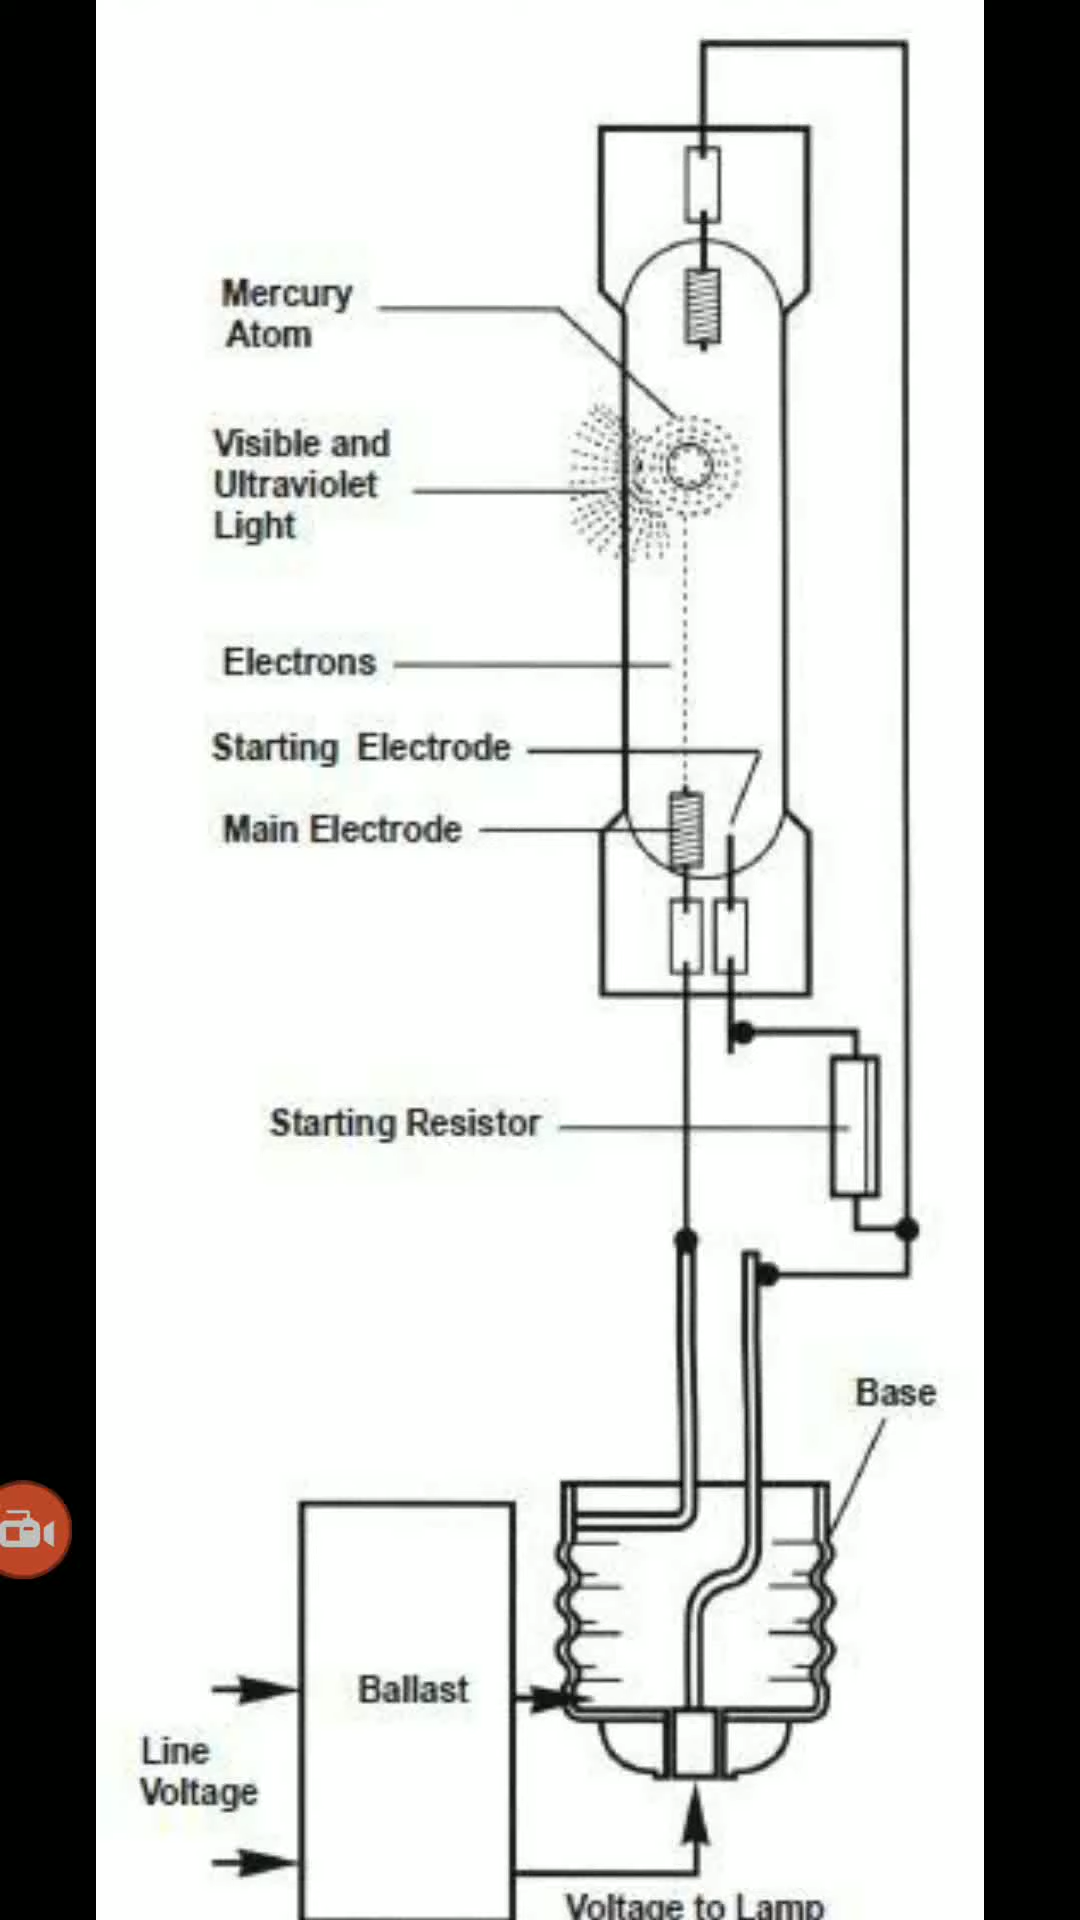 Mercury
Atom
Visible and
Ultraviolet
Light
Electrons
Starting Electrode
Main Electrode
Starting Resistor
Base
Ballast
Line
Voltage
Voltage to Lamp